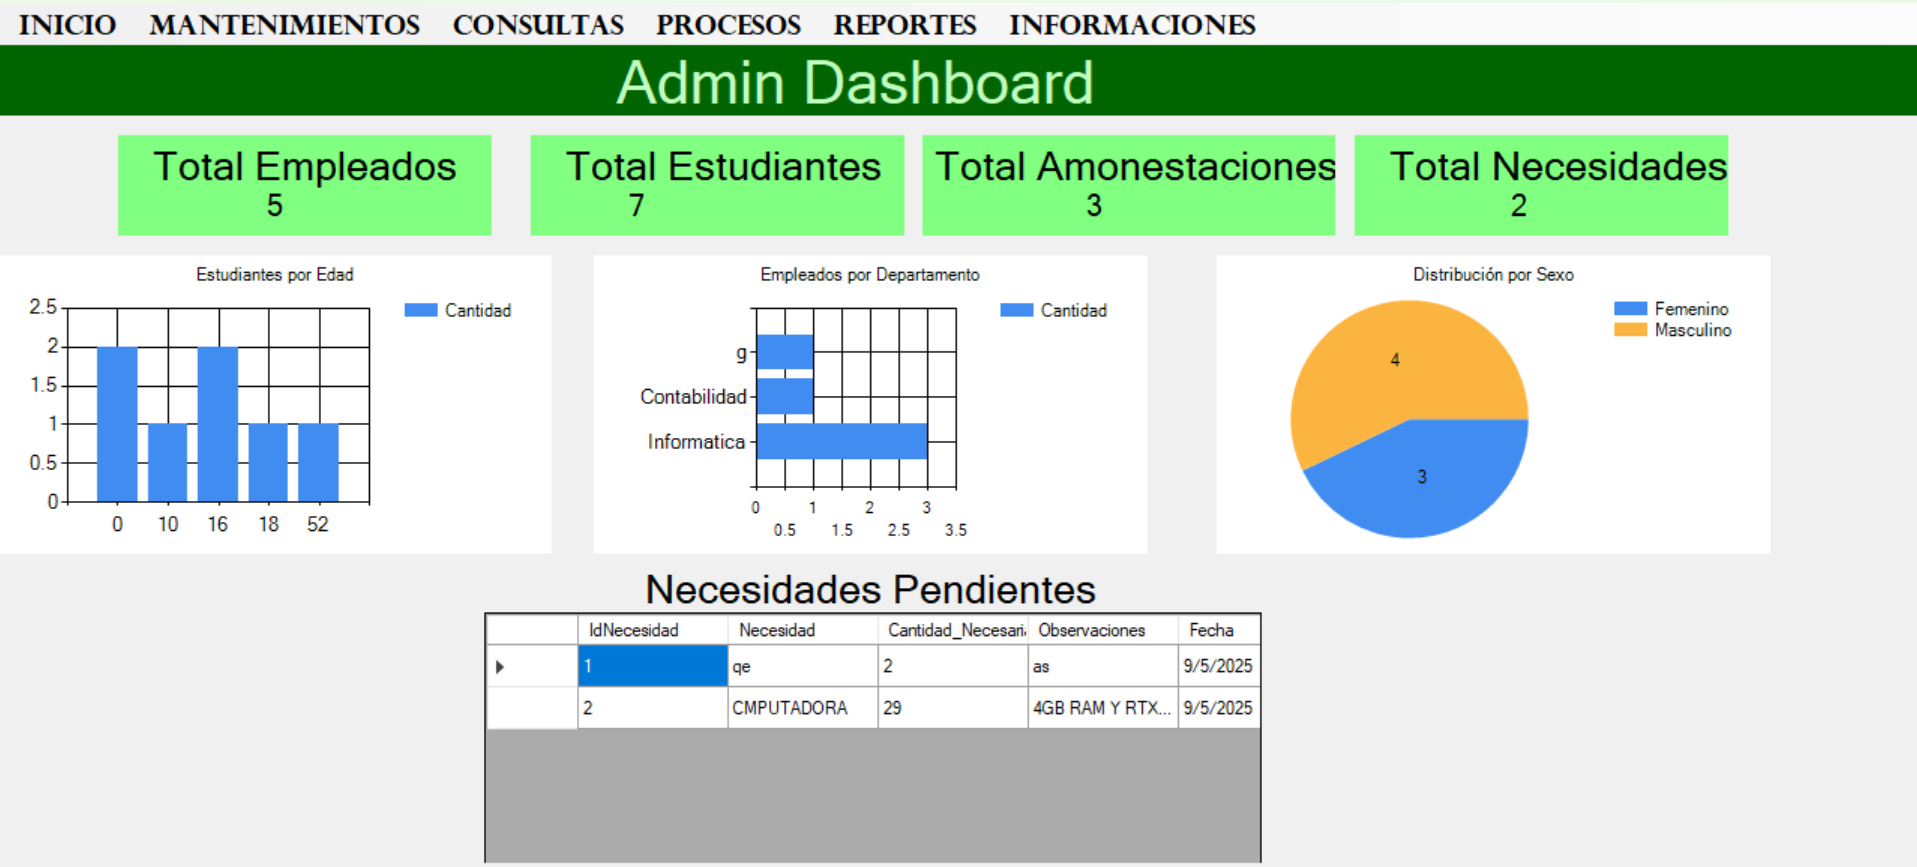 INICIO MANTENIMIENTOS CONSULTAS PROCESOS REPORTES INFORMACIONES
Admin Dashboard
Total Empleados
5
Total Estudiantes
7
Total Amonestaciones
3
Total Necesidades
2
Estudiantes por Edad
Cantidad
2.5
2
1.5
1
0.5
0
0 10 16 18 52
Empleados por Departamento
Cantidad
g
Contabilidad
Informatica
0 1 2 3
0.5 1.5 2.5 3.5
Distribución por Sexo
Femenino
Masculino
4
3
Necesidades Pendientes
IdNecesidad Necesidad Cantidad_Necesari Observaciones Fecha
1 qe 2 as 9/5/2025
2 CMPUTADORA 29 4GB RAM Y RTX... 9/5/2025